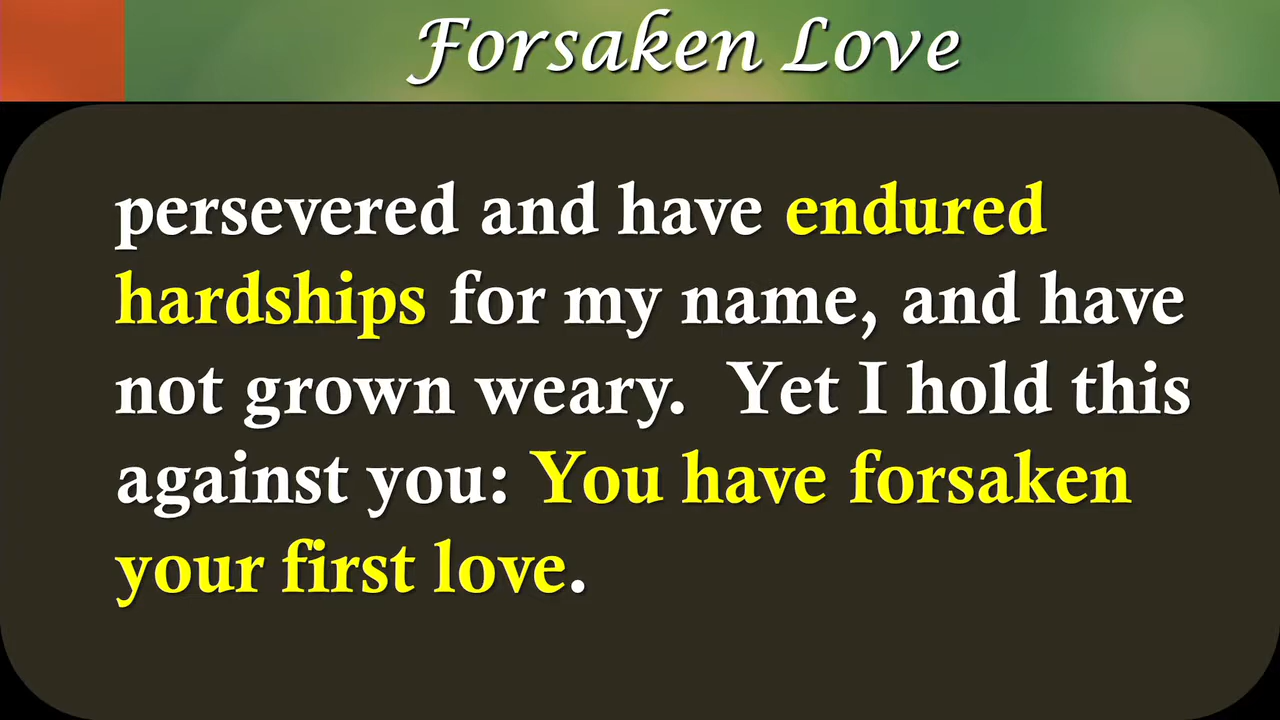 Forsaken Love
persevered and have endured
hardships for my name, and have
not grown weary.  Yet I hold this
against you: You have forsaken
your first love.